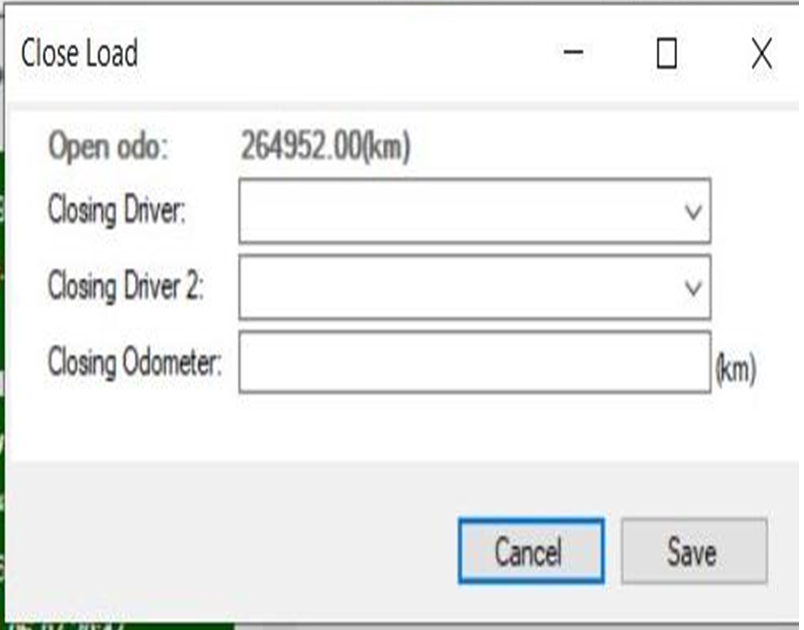 Close Load
Open odo: 264952.00(km)
Closing Driver:
Closing Driver 2:
Closing Odometer: (km)
Cancel Save